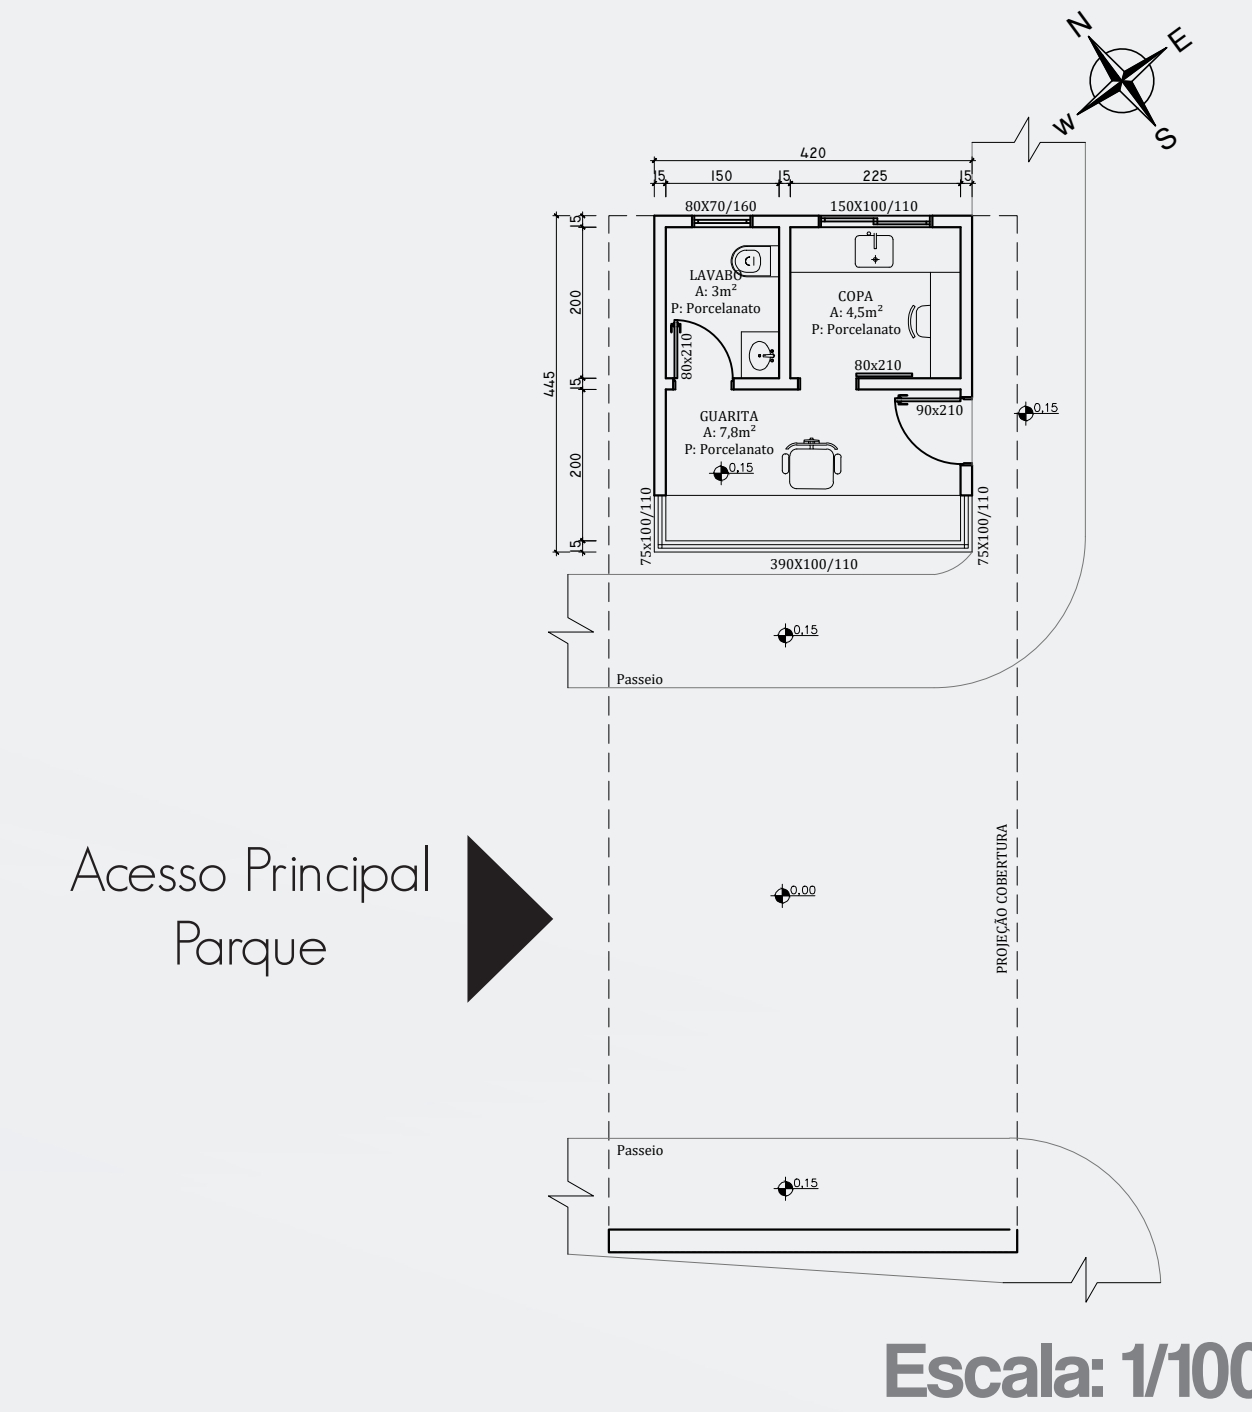 N
E
W
S
420
15
150
15
225
15
80X70/160
150X100/110
15
200
15
200
15
445
LAVABO
A: 3m²
P: Porcelanato
COPA
A: 4,5m²
P: Porcelanato
80x210
80x210
90x210
0,15
GUARITA
A: 7,8m²
P: Porcelanato
0,15
75x100/110
75X100/110
390X100/110
0,15
Passeio
PROJEÇÃO COBERTURA
Acesso Principal
Parque
0,00
Passeio
0,15
Escala: 1/100